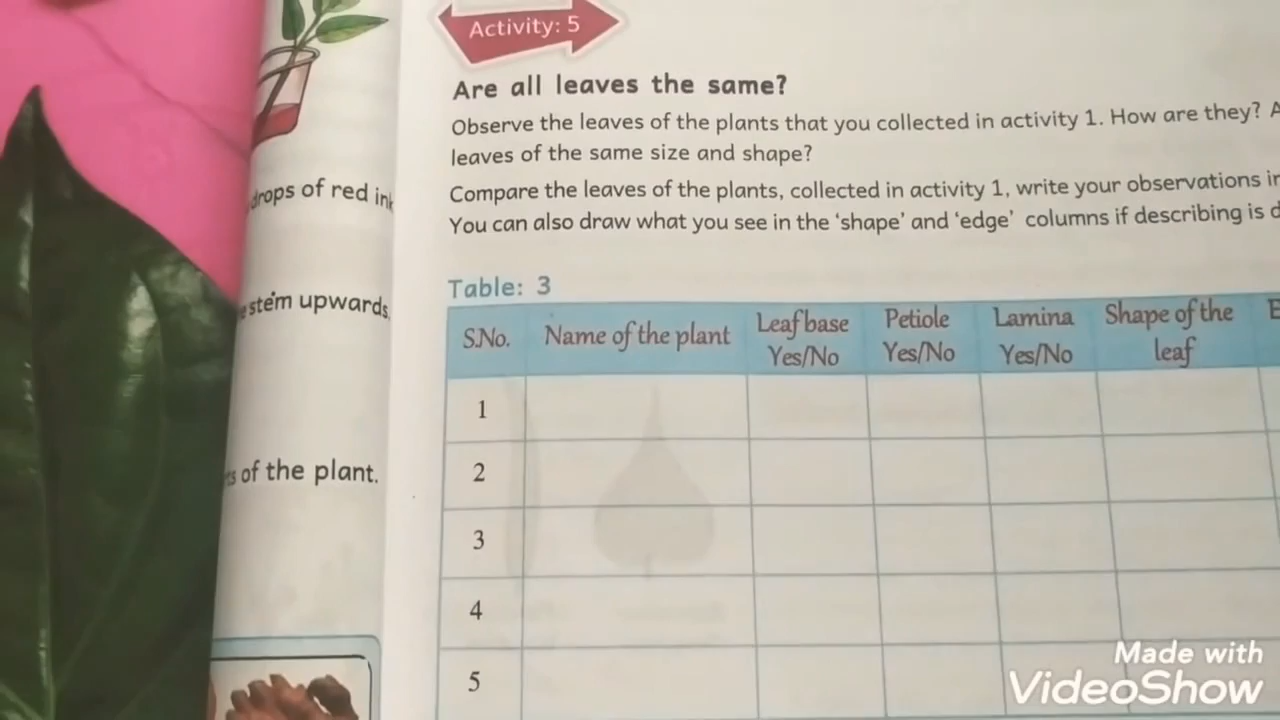 drops of red ink
stem upwards
of the plant.
Activity: 5
Are all leaves the same?
Observe the leaves of the plants that you collected in activity 1. How are they?
leaves of the same size and shape?
Compare the leaves of the plants, collected in activity 1, write your observations in
You can also draw what you see in the 'shape' and 'edge' columns if describing is
Table: 3
S.No. Name of the plant Leaf base Yes/No Petiole Yes/No Lamina Yes/No Shape of the leaf
1
2
3
4
5
Made with
VideoShow